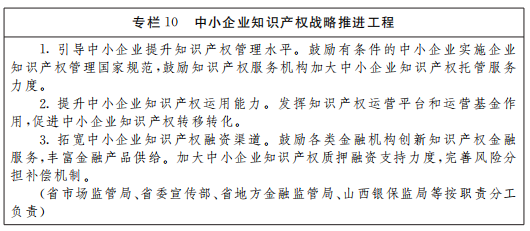 专栏 10 中小企业知识产权战略推进工程
1. 引导中小企业提升知识产权管理水平。鼓励有条件的中小企业实施企业
知识产权管理国家规范,鼓励知识产权服务机构加大中小企业知识产权托管服务
力度。
2. 提升中小企业知识产权运用能力。发挥知识产权运营平台和运营基金作
用,促进中小企业知识产权转移转化。
3. 拓宽中小企业知识产权融资渠道。鼓励各类金融机构创新知识产权金融
服务,丰富金融产品供给。加大中小企业知识产权质押融资支持力度,完善风险分
担补偿机制。
(省市场监管局、省委宣传部、省地方金融监管局、山西银保监局等按职责分工
负责)